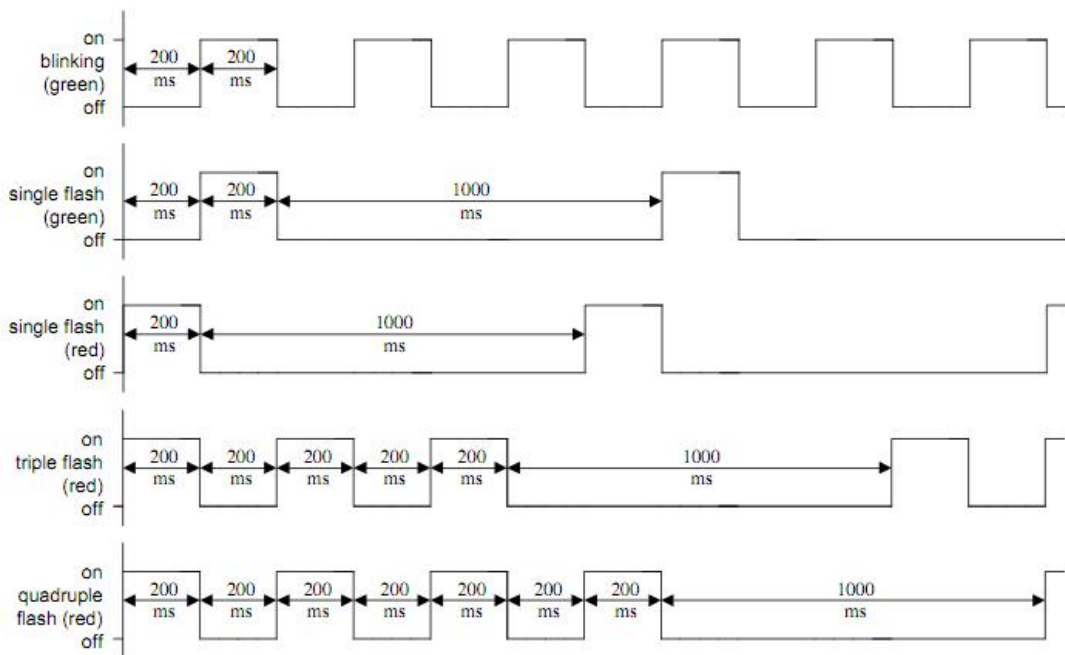 on
blinking
(green)
off
200 200
ms ms
on
single flash
(green)
off
200 200 1000
ms ms ms
on
single flash
(red)
off
200 1000
ms ms
on
triple flash
(red)
off
200 200 200 200 200 1000
ms ms ms ms ms ms
on
quadruple
flash (red)
off
200 200 200 200 200 200 200 1000
ms ms ms ms ms ms ms ms